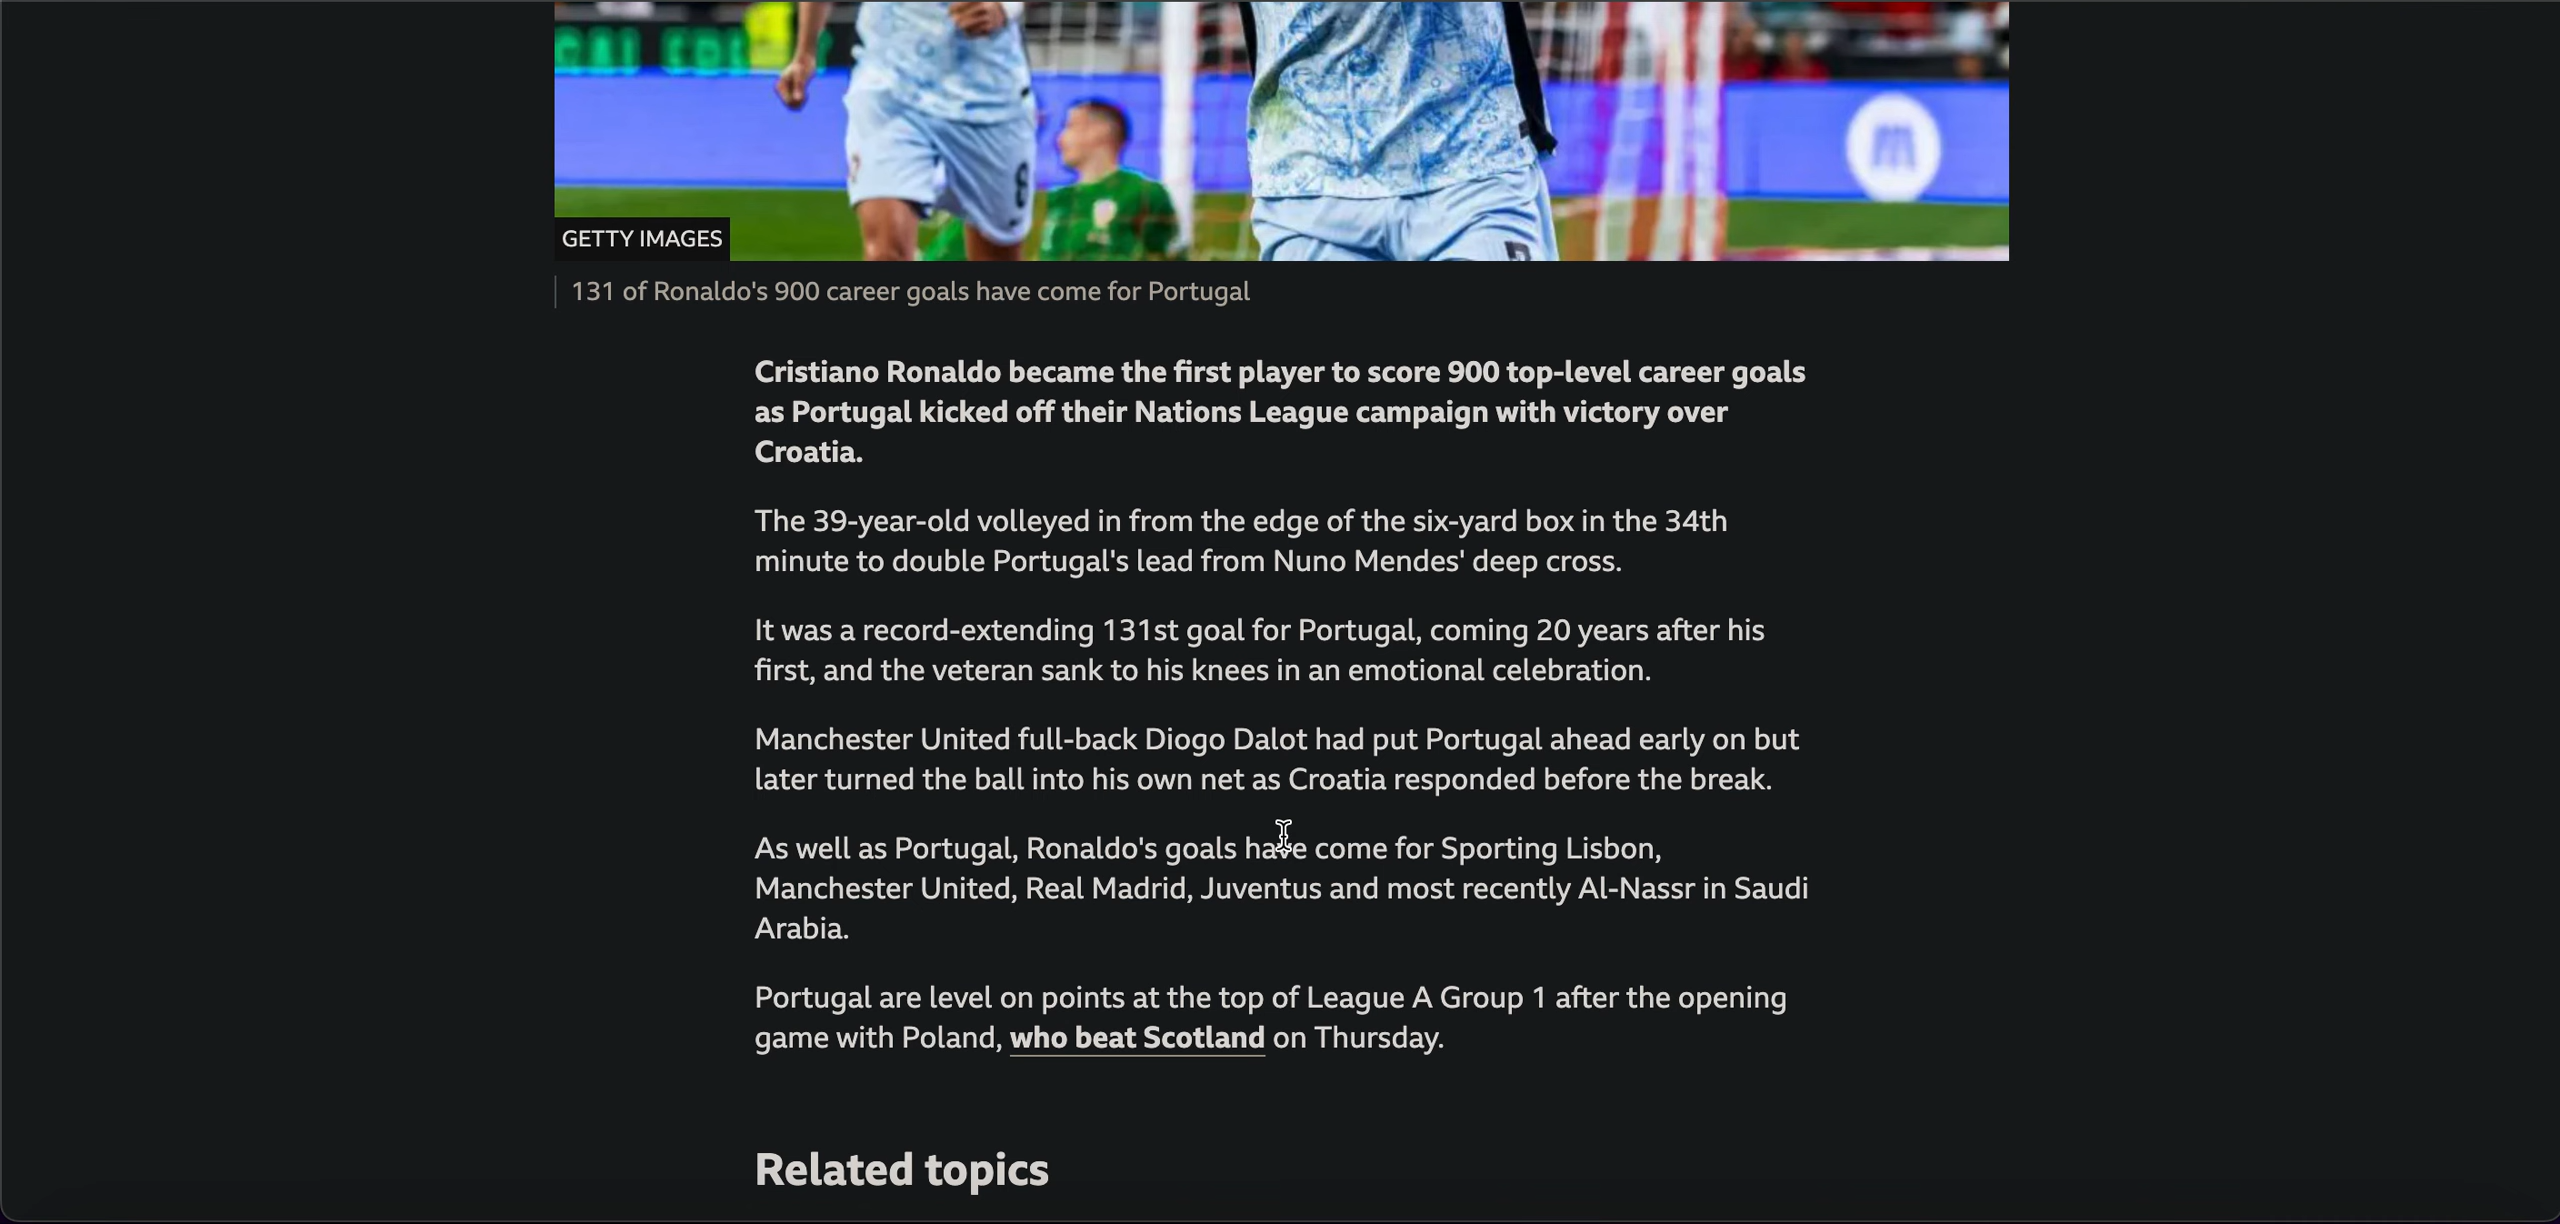 GETTY IMAGES
131 of Ronaldo's 900 career goals have come for Portugal
Cristiano Ronaldo became the first player to score 900 top-level career goals
as Portugal kicked off their Nations League campaign with victory over
Croatia.
The 39-year-old volleyed in from the edge of the six-yard box in the 34th
minute to double Portugal's lead from Nuno Mendes' deep cross.
It was a record-extending 131st goal for Portugal, coming 20 years after his
first, and the veteran sank to his knees in an emotional celebration.
Manchester United full-back Diogo Dalot had put Portugal ahead early on but
later turned the ball into his own net as Croatia responded before the break.
As well as Portugal, Ronaldo's goals have come for Sporting Lisbon,
Manchester United, Real Madrid, Juventus and most recently Al-Nassr in Saudi
Arabia.
Portugal are level on points at the top of League A Group 1 after the opening
game with Poland, who beat Scotland on Thursday.
Related topics